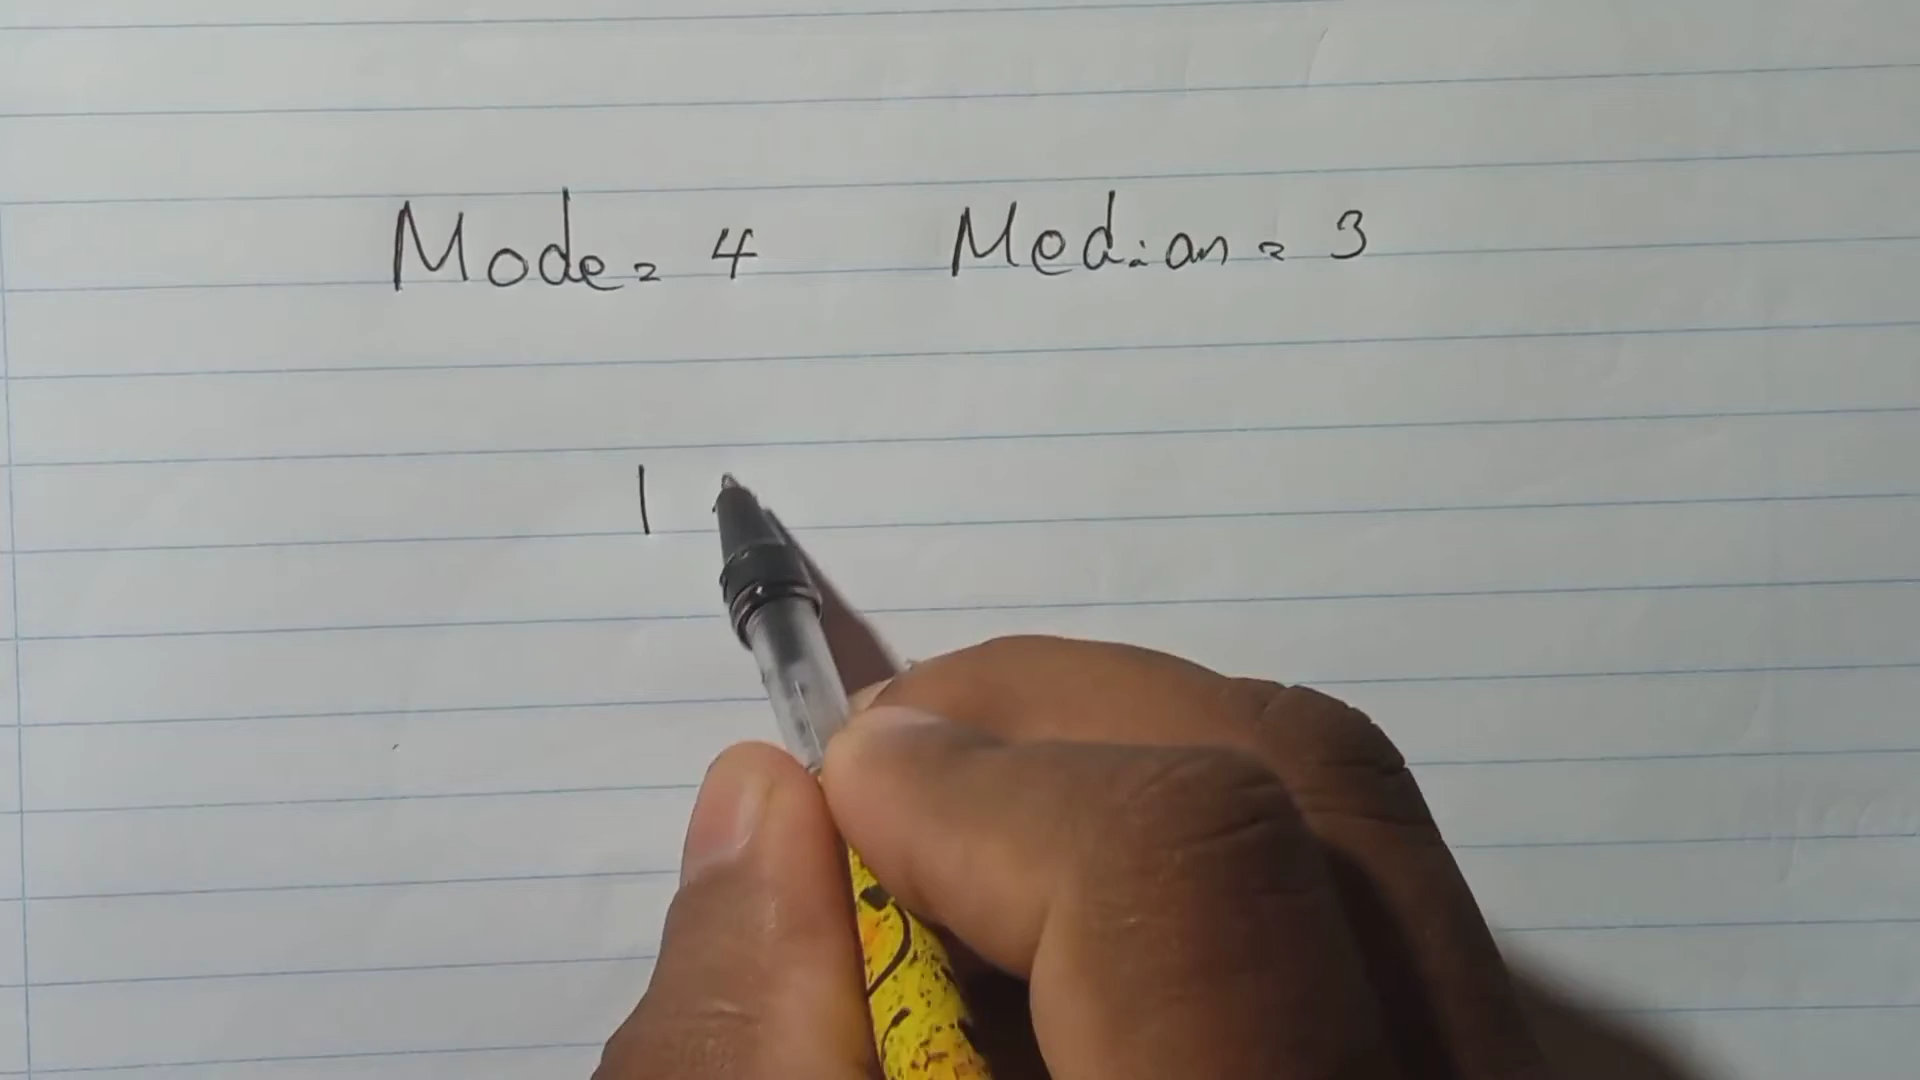 Mode = 4 Median = 3
1